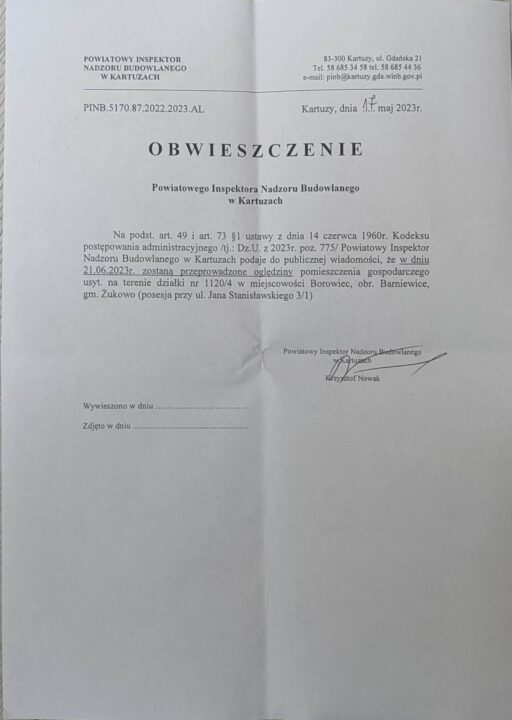 POWIATOWY INSPEKTOR
NADZORU BUDOWLANEGO
W KARTUZACH
83-300 Kartuzy, ul. Gdańska 21
Tel. 58 685 34 58 tel. 58 685 44 36
e-mail: pinb@kartuzy.gda.winb.gov.pl
PINB.5170.87.2022.2023.AL
Kartuzy, dnia 17 maj 2023r.
OBWIESZCZENIE
Powiatowego Inspektora Nadzoru Budowlanego
w Kartuzach
Na podst. art. 49 i art. 73 §1 ustawy z dnia 14 czerwca 1960r. Kodeksu
postępowania administracyjnego /tj.: Dz.U. z 2023r. poz. 775/ Powiatowy Inspektor
Nadzoru Budowlanego w Kartuzach podaje do publicznej wiadomości, że w dniu
21.06.2023r. zostaną przeprowadzone oględziny pomieszczenia gospodarczego
usyt. na terenie działki nr 1120/4 w miejscowości Borowiec, obr. Barniewice,
gm. Żukowo (posesja przy ul. Jana Stanisławskiego 3/1)
Powiatowy Inspektor Nadzoru Budowlanego
w Kartuzach
Krzysztof Nowak
Wywieszono w dniu ................................
Zdjęto w dniu ................................................